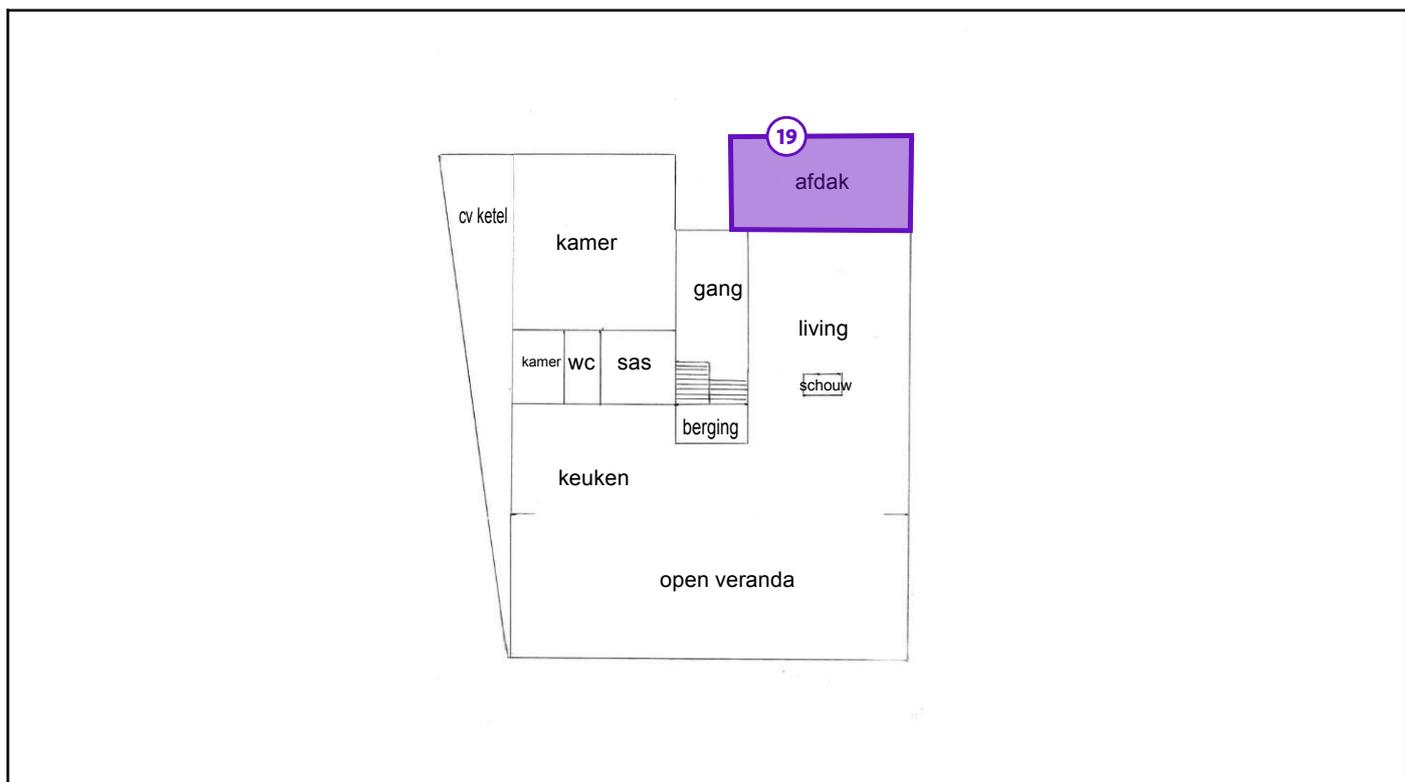 19
afdak
cv ketel
kamer
gang
living
kamer
wc
sas
schouw
berging
keuken
open veranda